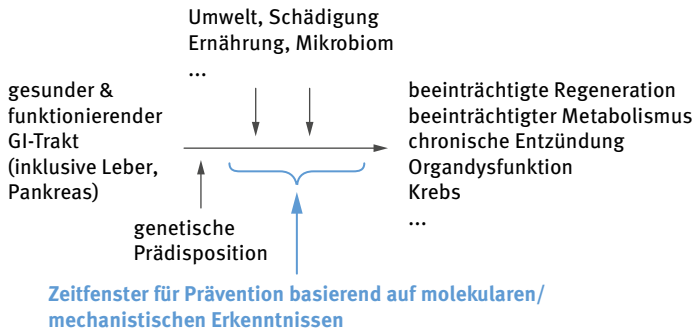 Umwelt, Schädigung
Ernährung, Mikrobiom
...
gesunder &
funktionierender
GI-Trakt
(inklusive Leber,
Pankreas)
beeinträchtigte Regeneration
beeinträchtigter Metabolismus
chronische Entzündung
Organdysfunktion
Krebs
...
genetische
Prädisposition
Zeitfenster für Prävention basierend auf molekularen/
mechanistischen Erkenntnissen